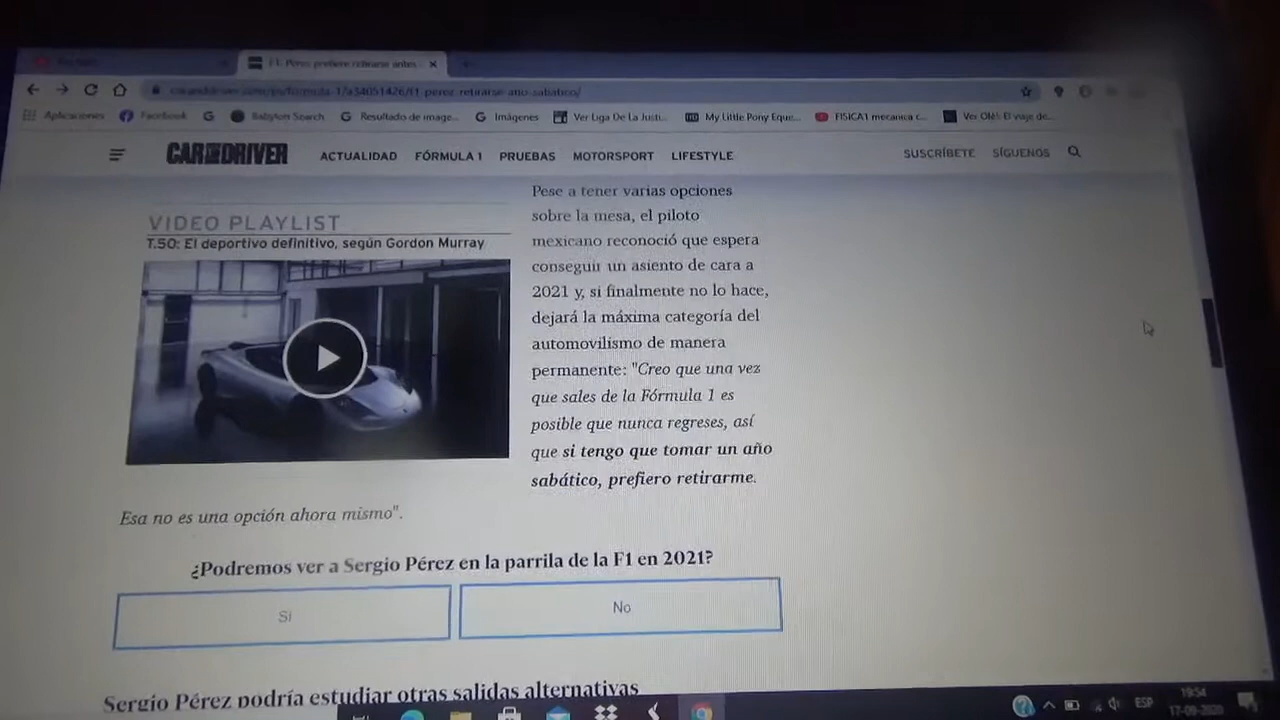 F1: Pérez prefiere retirarse antes
caranddriver.com/es/formula-1/a34051426/f1-perez-retirarse-ano-sabatico/
Aplicaciones Facebook Babylon Search Resultado de image... Imágenes Ver Liga De La Justi... My Little Pony Eque... FISICA1 mecanica c... Ver Olé!: El viaje de...
CAR AND DRIVER ACTUALIDAD FÓRMULA 1 PRUEBAS MOTORSPORT LIFESTYLE SUSCRÍBETE SÍGUENOS
VIDEO PLAYLIST
T.50: El deportivo definitivo, según Gordon Murray
Pese a tener varias opciones
sobre la mesa, el piloto
mexicano reconoció que espera
conseguir un asiento de cara a
2021 y, si finalmente no lo hace,
dejará la máxima categoría del
automovilismo de manera
permanente: "Creo que una vez
que sales de la Fórmula 1 es
posible que nunca regreses, así
que si tengo que tomar un año
sabático, prefiero retirarme.
Esa no es una opción ahora mismo".
¿Podremos ver a Sergio Pérez en la parrila de la F1 en 2021?
Sí No
Sergio Pérez podría estudiar otras salidas alternativas
ESP
19:54
17-09-2020